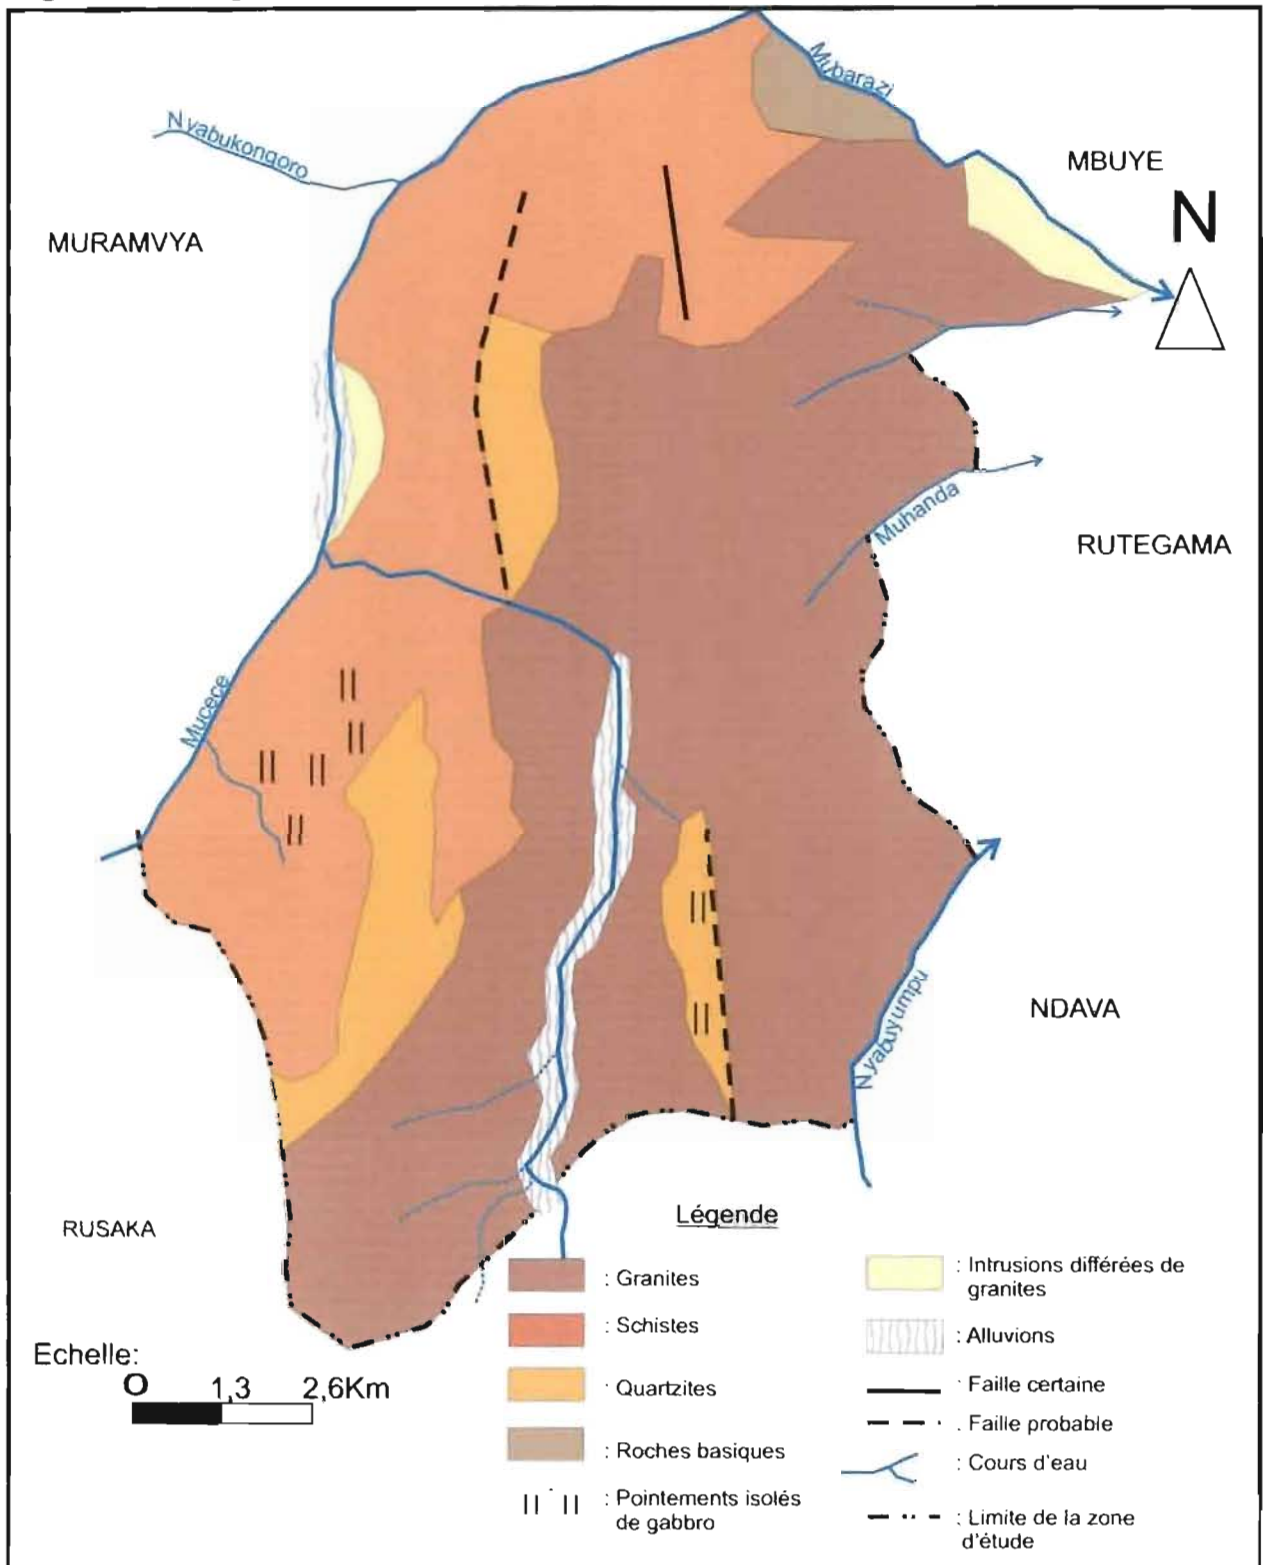 Mubarazi
Nyabukongoro
MBUYE
N
MURAMVYA
Muhanda
RUTEGAMA
Mucece
NDAVA
Nyabuyumpu
RUSAKA
Légende
: Granites
: Schistes
· Quartzites
: Roches basiques
: Pointements isolés
de gabbro
: Intrusions différées de
granites
: Alluvions
· Faille certaine
. Faille probable
: Cours d'eau
: Limite de la zone
d'étude
Echelle:
O 1,3 2,6Km